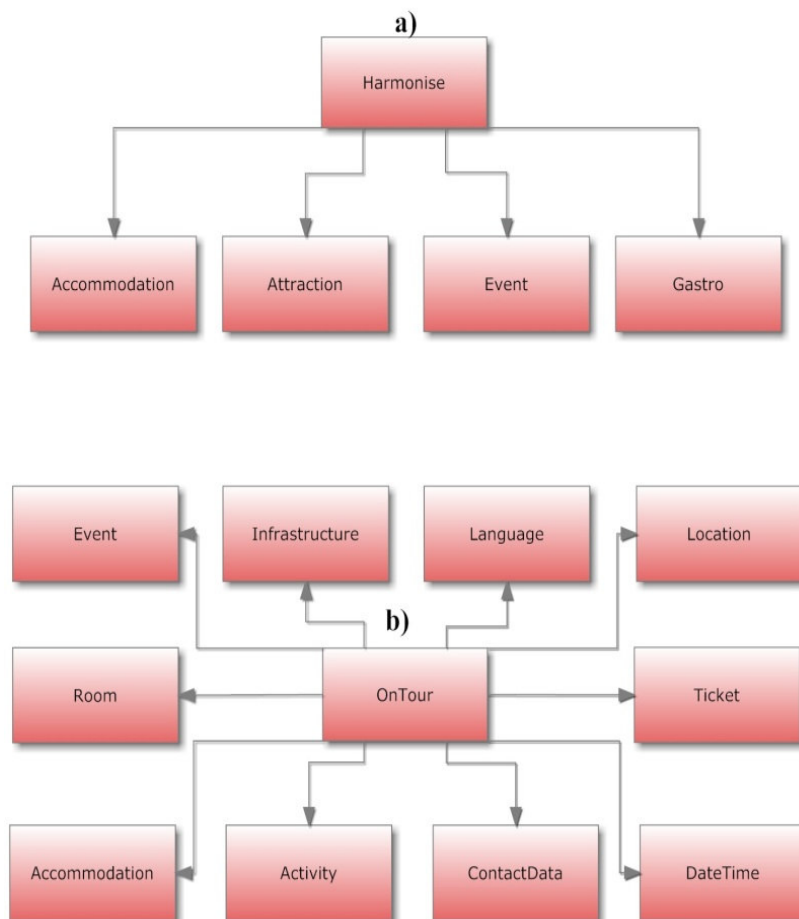 a)
Harmonise
Accommodation
Attraction
Event
Gastro
Event
Infrastructure
Language
Location
b)
Room
OnTour
Ticket
Accommodation
Activity
ContactData
DateTime